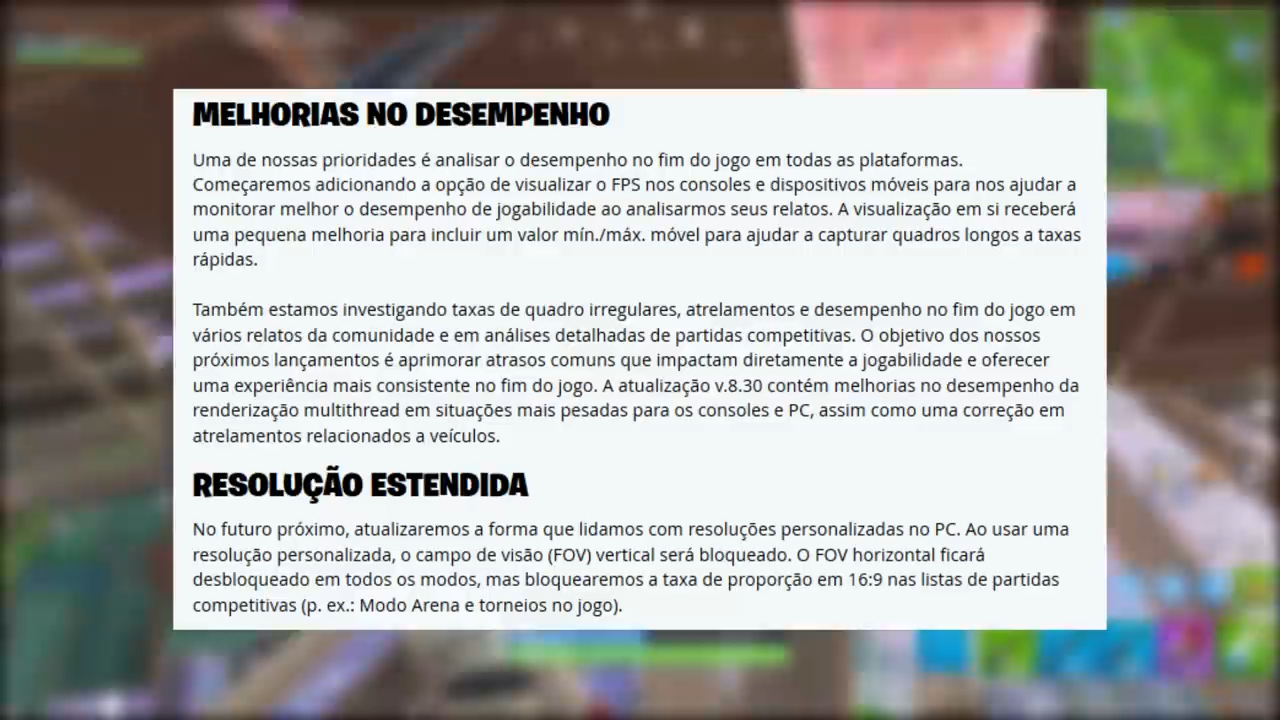 MELHORIAS NO DESEMPENHO
Uma de nossas prioridades é analisar o desempenho no fim do jogo em todas as plataformas.
Começaremos adicionando a opção de visualizar o FPS nos consoles e dispositivos móveis para nos ajudar a
monitorar melhor o desempenho de jogabilidade ao analisarmos seus relatos. A visualização em si receberá
uma pequena melhoria para incluir um valor mín./máx. móvel para ajudar a capturar quadros longos a taxas
rápidas.
Também estamos investigando taxas de quadro irregulares, atrelamentos e desempenho no fim do jogo em
vários relatos da comunidade e em análises detalhadas de partidas competitivas. O objetivo dos nossos
próximos lançamentos é aprimorar atrasos comuns que impactam diretamente a jogabilidade e oferecer
uma experiência mais consistente no fim do jogo. A atualização v.8.30 contém melhorias no desempenho da
renderização multithread em situações mais pesadas para os consoles e PC, assim como uma correção em
atrelamentos relacionados a veículos.
RESOLUÇÃO ESTENDIDA
No futuro próximo, atualizaremos a forma que lidamos com resoluções personalizadas no PC. Ao usar uma
resolução personalizada, o campo de visão (FOV) vertical será bloqueado. O FOV horizontal ficará
desbloqueado em todos os modos, mas bloquearemos a taxa de proporção em 16:9 nas listas de partidas
competitivas (p. ex.: Modo Arena e torneios no jogo).